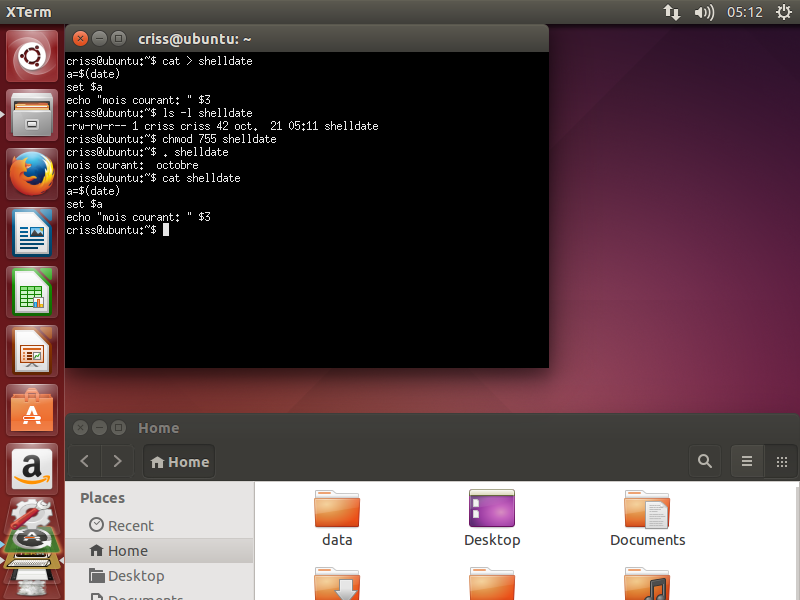 XTerm
05:12
criss@ubuntu: ~
criss@ubuntu:~$ cat > shelldate
a=$(date)
set $a
echo "mois courant: " $3
criss@ubuntu:~$ ls -l shelldate
-rw-rw-r-- 1 criss criss 42 oct.  21 05:11 shelldate
criss@ubuntu:~$ chmod 755 shelldate
criss@ubuntu:~$ . shelldate
mois courant:  octobre
criss@ubuntu:~$ cat shelldate
a=$(date)
set $a
echo "mois courant: " $3
criss@ubuntu:~$
Home
Home
Places
Recent
Home
Desktop
Documents
data
Desktop
Documents